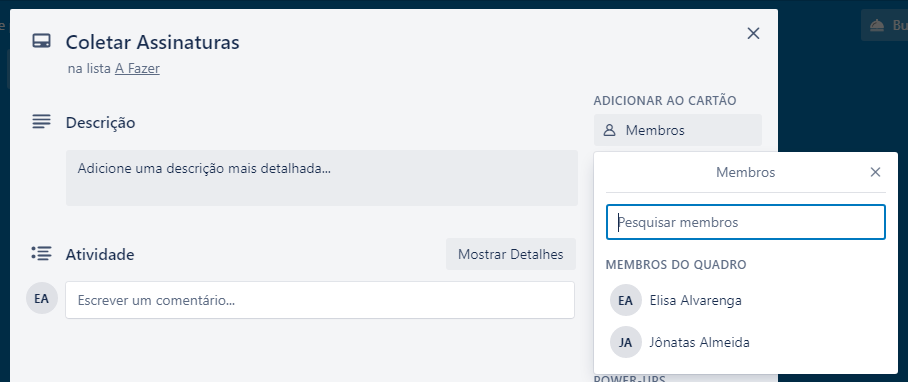 Coletar Assinaturas
na lista A Fazer
Descrição
Adicione uma descrição mais detalhada...
Atividade
Mostrar Detalhes
EA
Escrever um comentário...
ADICIONAR AO CARTÃO
Membros
Membros
Pesquisar membros
MEMBROS DO QUADRO
EA Elisa Alvarenga
JA Jônatas Almeida
POWER-UPS
Bu